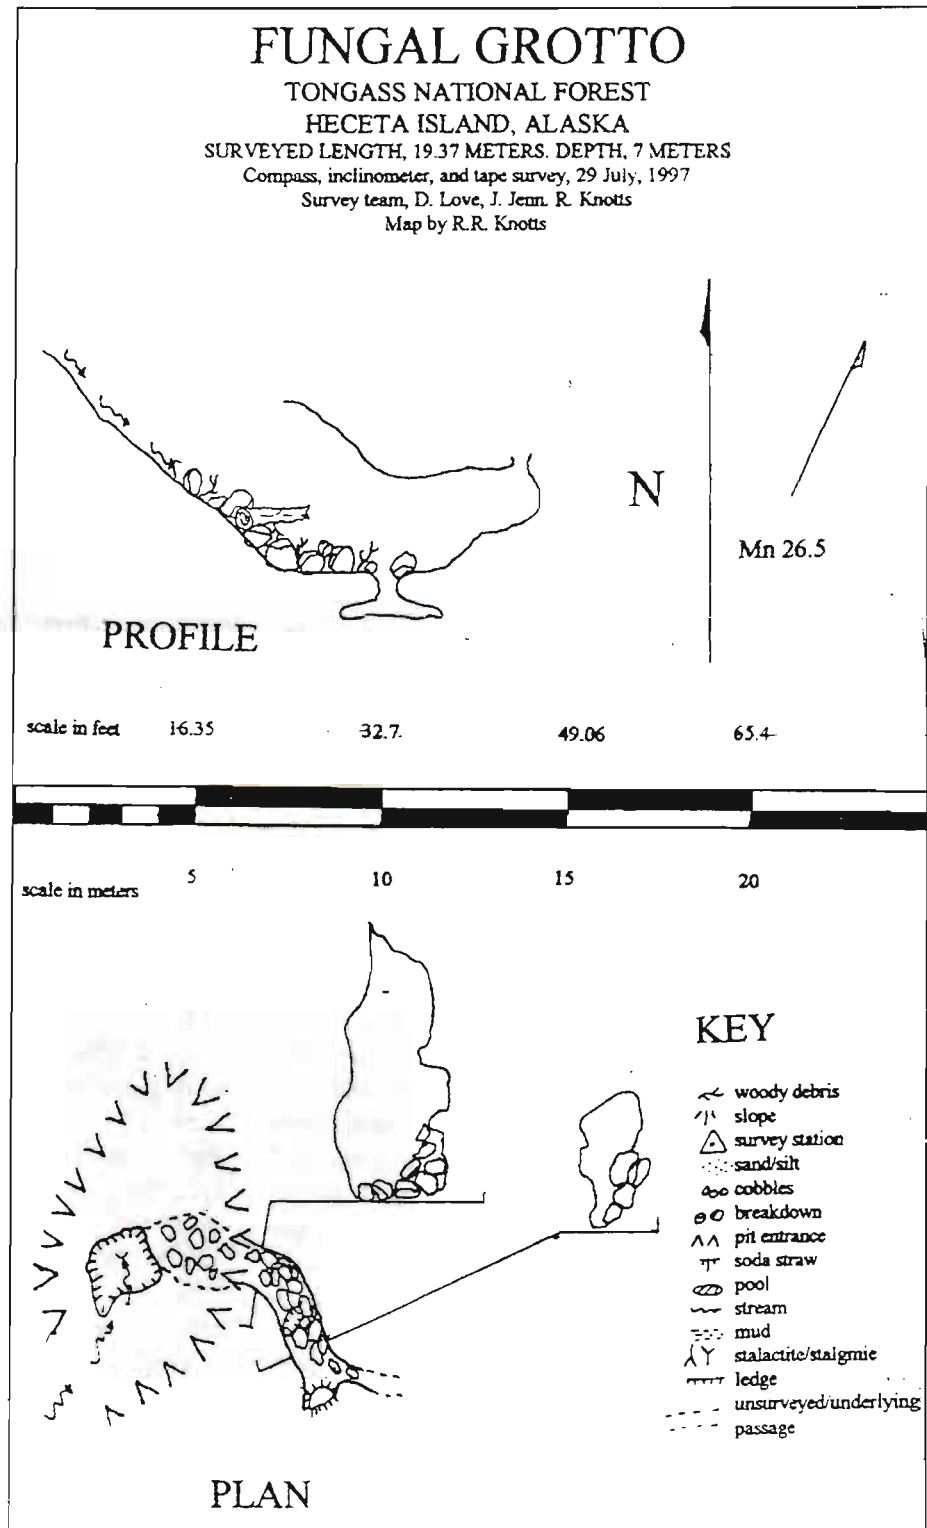 FUNGAL GROTTO
TONGASS NATIONAL FOREST
HECETA ISLAND, ALASKA
SURVEYED LENGTH, 19.37 METERS. DEPTH, 7 METERS
Compass, inclinometer, and tape survey, 29 July, 1997
Survey team, D. Love, J. Jenn. R. Knotts
Map by R.R. Knotts
N
Mn 26.5
PROFILE
scale in feet 16.35 32.7 49.06 65.4
scale in meters 5 10 15 20
KEY
woody debris
slope
survey station
sand/silt
cobbles
breakdown
pit entrance
soda straw
pool
stream
mud
stalactite/stalgmie
ledge
unsurveyed/underlying
passage
PLAN